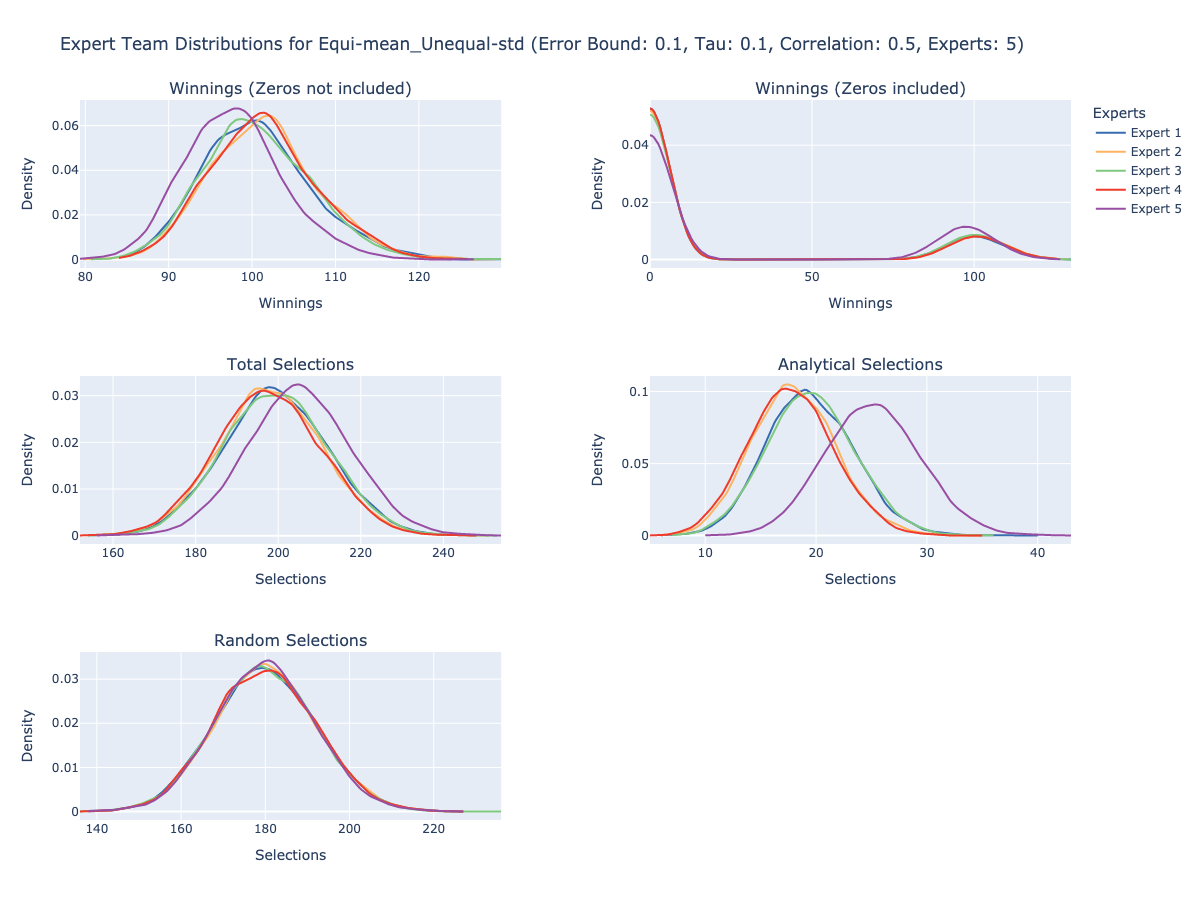 Expert Team Distributions for Equi-mean_Unequal-std (Error Bound: 0.1, Tau: 0.1, Correlation: 0.5, Experts: 5)
Winnings (Zeros not included)
0.06
0.04
0.02
0
Density
80 90 100 110 120
Winnings
Winnings (Zeros included)
0.04
0.02
0
Density
0 50 100
Winnings
Experts
Expert 1
Expert 2
Expert 3
Expert 4
Expert 5
Total Selections
0.03
0.02
0.01
0
Density
160 180 200 220 240
Selections
Analytical Selections
0.1
0.05
0
Density
10 20 30 40
Selections
Random Selections
0.03
0.02
0.01
0
Density
140 160 180 200 220
Selections